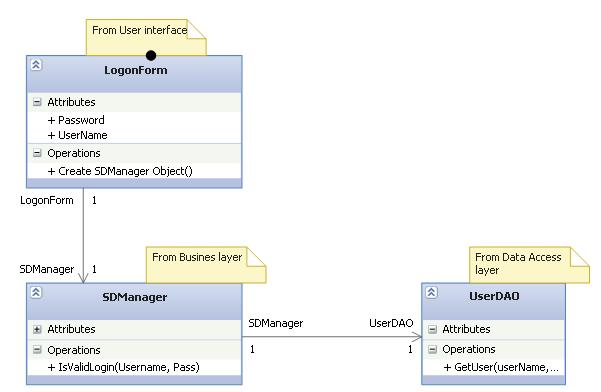 From User interface
LogonForm
Attributes
+ Password
+ UserName
Operations
+ Create SDManager Object()
LogonForm 1
SDManager 1
From Busines layer
From Data Access
layer
SDManager
Attributes
Operations
+ IsValidLogin(Username, Pass)
SDManager UserDAO
1 1
UserDAO
Attributes
Operations
+ GetUser(userName,...